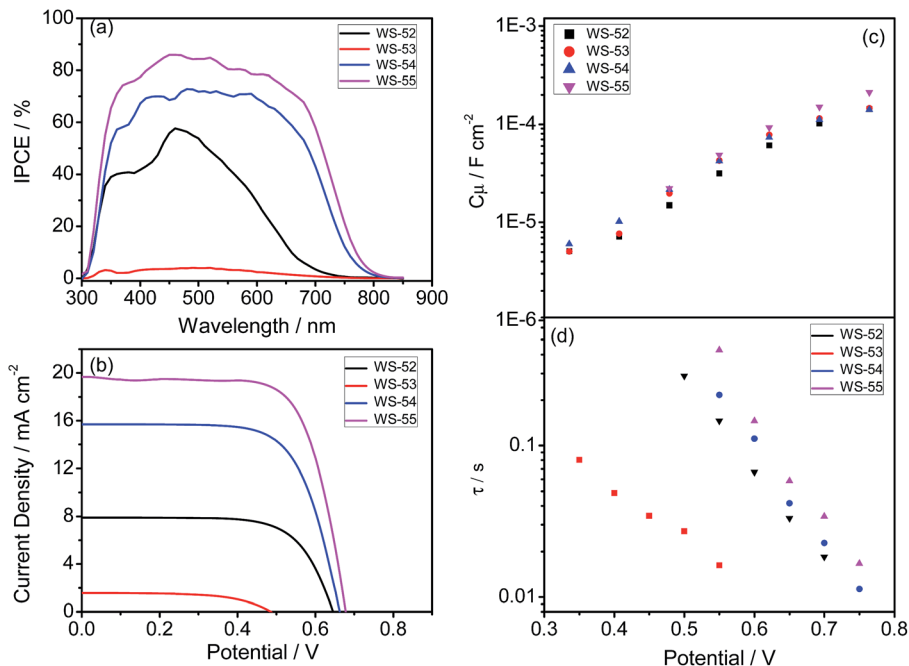 (a)
WS-52
WS-53
WS-54
WS-55
100
80
60
40
20
0
IPCE / %
300 400 500 600 700 800 900
Wavelength / nm
(b)
WS-52
WS-53
WS-54
WS-55
20
16
12
8
4
0
Current Density / mA cm⁻²
0.0 0.2 0.4 0.6 0.8
Potential / V
(c)
WS-52
WS-53
WS-54
WS-55
1E-3
1E-4
1E-5
1E-6
Cμ / F cm⁻²
(d)
WS-52
WS-53
WS-54
WS-55
0.1
0.01
τ / s
0.3 0.4 0.5 0.6 0.7 0.8
Potential / V